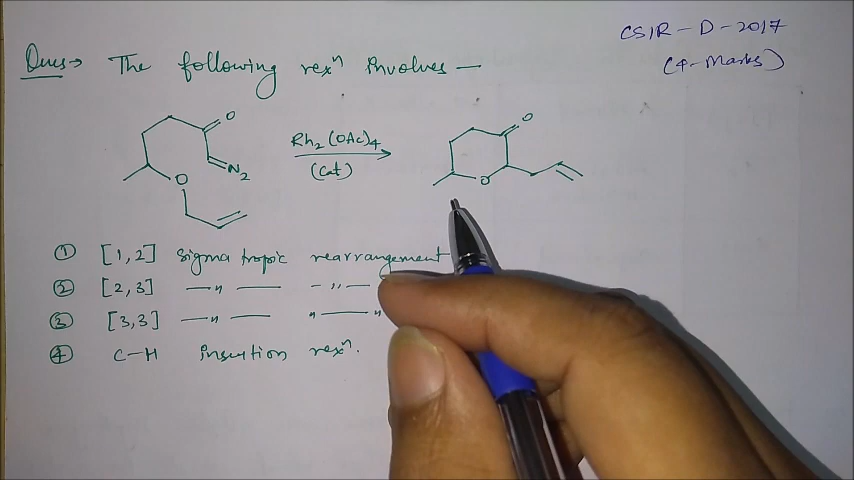 CSIR - D - 2017
Ques → The following rexⁿ involves —
(4-Marks)
O
N₂
O
Rh₂(OAc)₄
(Cat)
O
O
① [1,2] sigma tropic rearrangement
② [2,3] —〃— —〃—
③ [3,3] —〃— 〃—〃
④ C-H insertion rexⁿ.